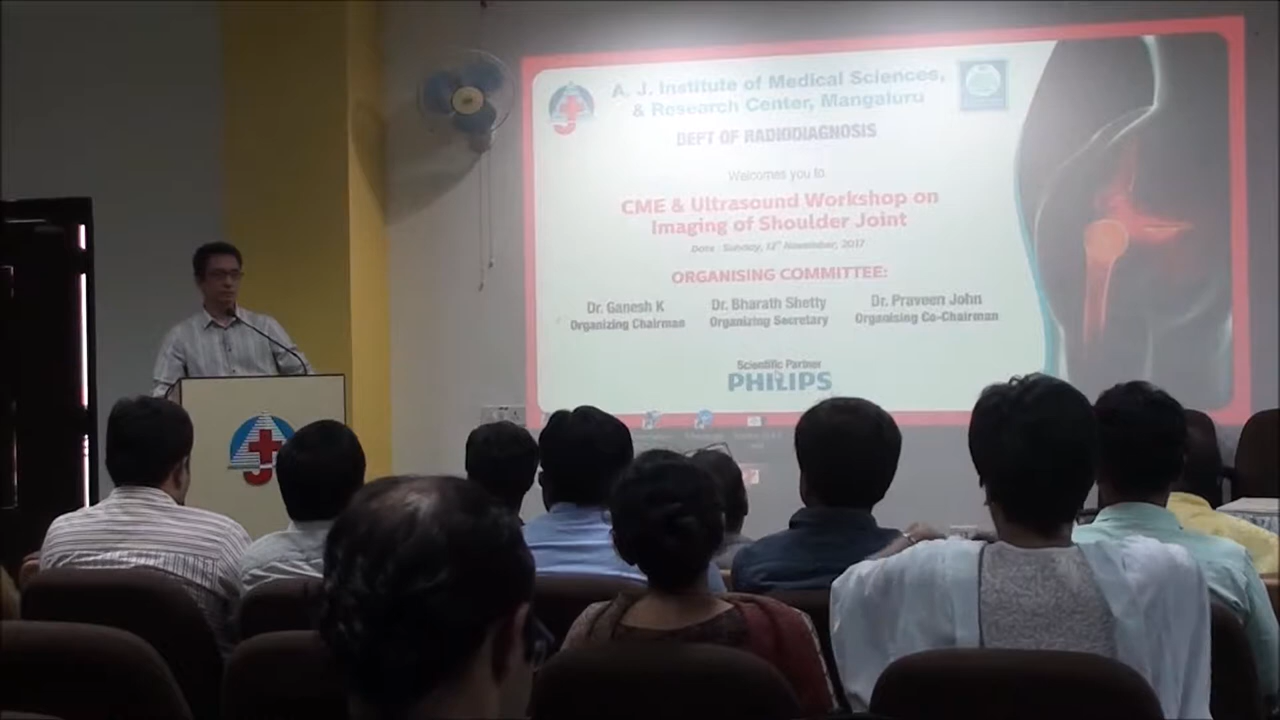 A. J. Institute of Medical Sciences,
& Research Center, Mangaluru
DEPT OF RADIODIAGNOSIS
Welcomes you to
CME & Ultrasound Workshop on
Imaging of Shoulder Joint
Date : Sunday, 12th November, 2017
ORGANISING COMMITTEE:
Dr. Ganesh K
Organizing Chairman
Dr. Bharath Shetty
Organizing Secretary
Dr. Praveen John
Organising Co-Chairman
Scientific Partner
PHILIPS